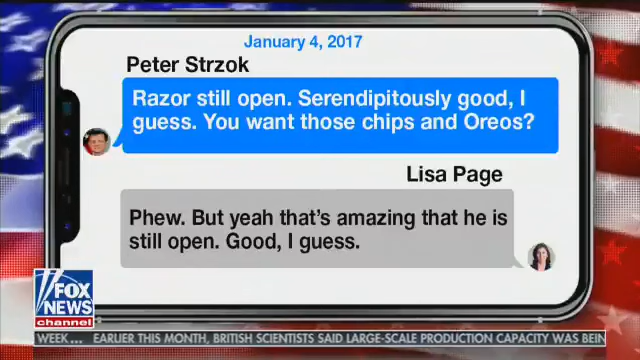 January 4, 2017
Peter Strzok
Razor still open. Serendipitously good, I
guess. You want those chips and Oreos?
Lisa Page
Phew. But yeah that's amazing that he is
still open. Good, I guess.
FOX
NEWS
channel
WEEK... EARLIER THIS MONTH, BRITISH SCIENTISTS SAID LARGE-SCALE PRODUCTION CAPACITY WAS BEIN